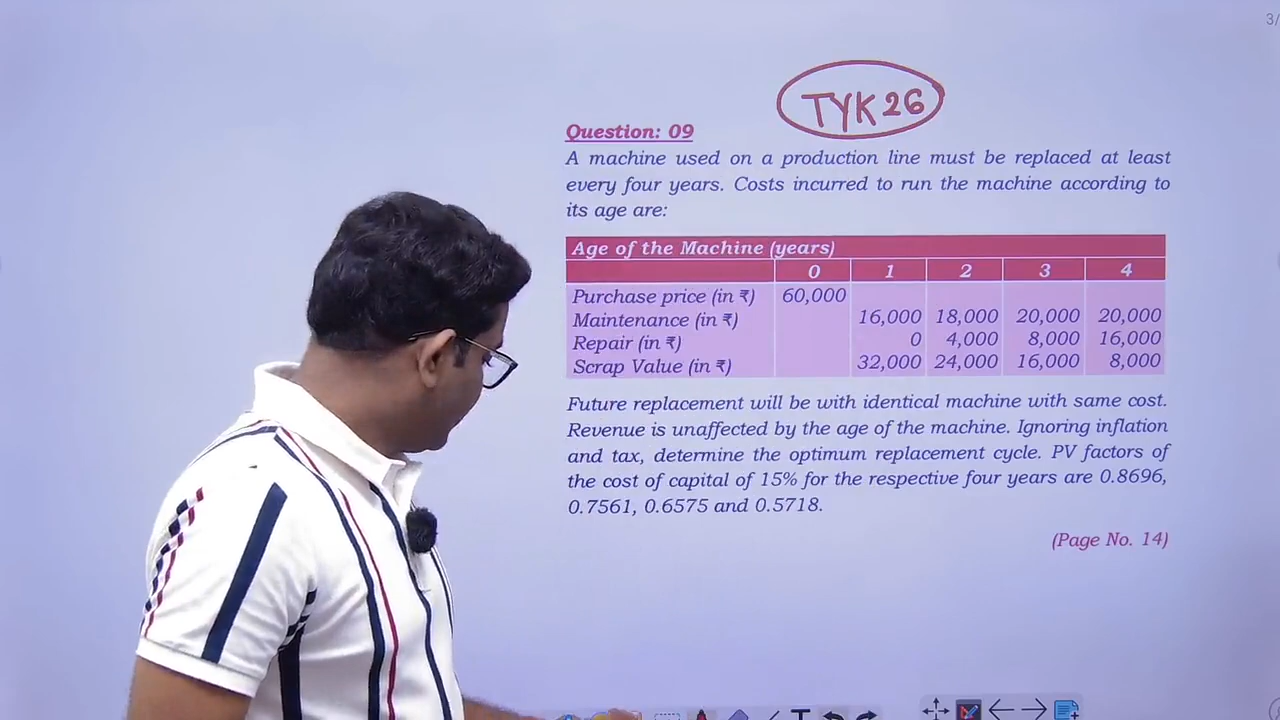 3/
TYK 26
Question: 09
A machine used on a production line must be replaced at least
every four years. Costs incurred to run the machine according to
its age are:
Age of the Machine (years)
0 1 2 3 4
Purchase price (in ₹) 60,000
Maintenance (in ₹) 16,000 18,000 20,000 20,000
Repair (in ₹) 0 4,000 8,000 16,000
Scrap Value (in ₹) 32,000 24,000 16,000 8,000
Future replacement will be with identical machine with same cost.
Revenue is unaffected by the age of the machine. Ignoring inflation
and tax, determine the optimum replacement cycle. PV factors of
the cost of capital of 15% for the respective four years are 0.8696,
0.7561, 0.6575 and 0.5718.
(Page No. 14)